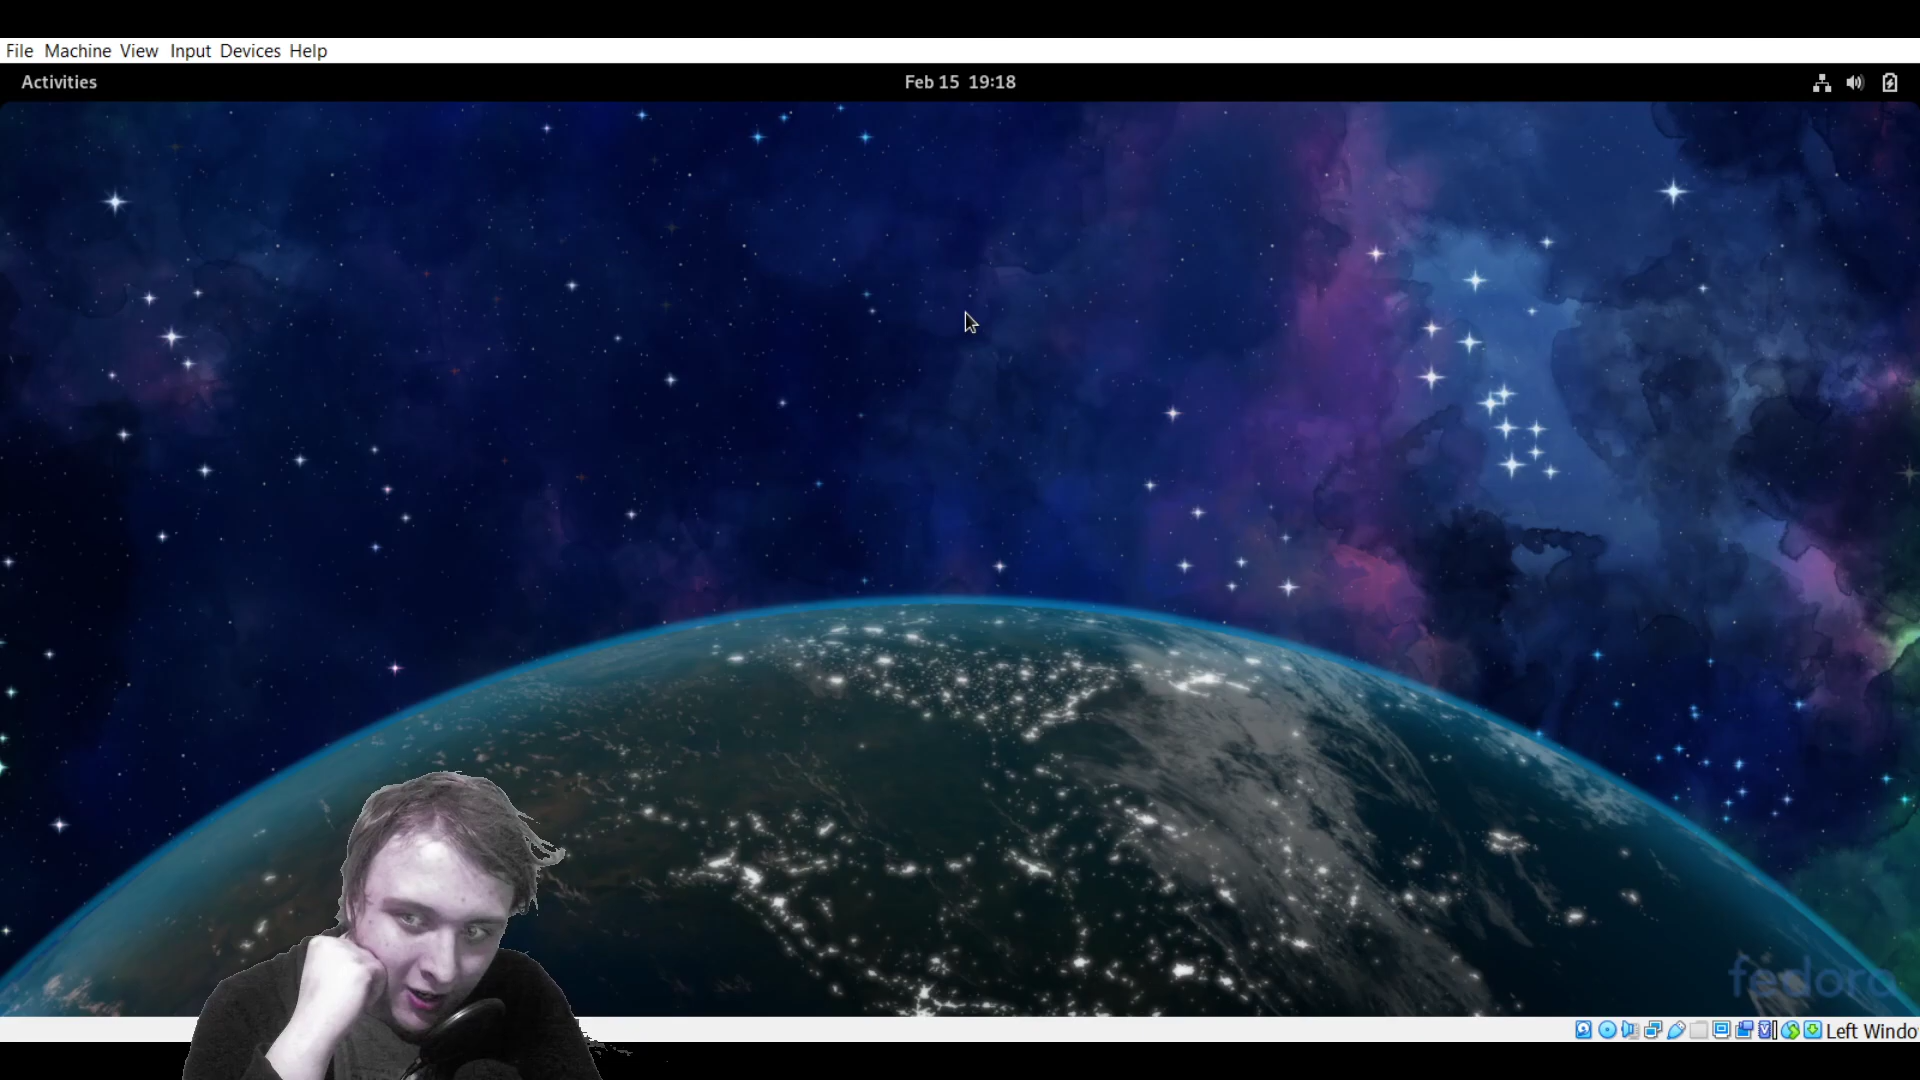 File Machine View Input Devices Help
Activities
Feb 15 19:18
fedora
Left Windo